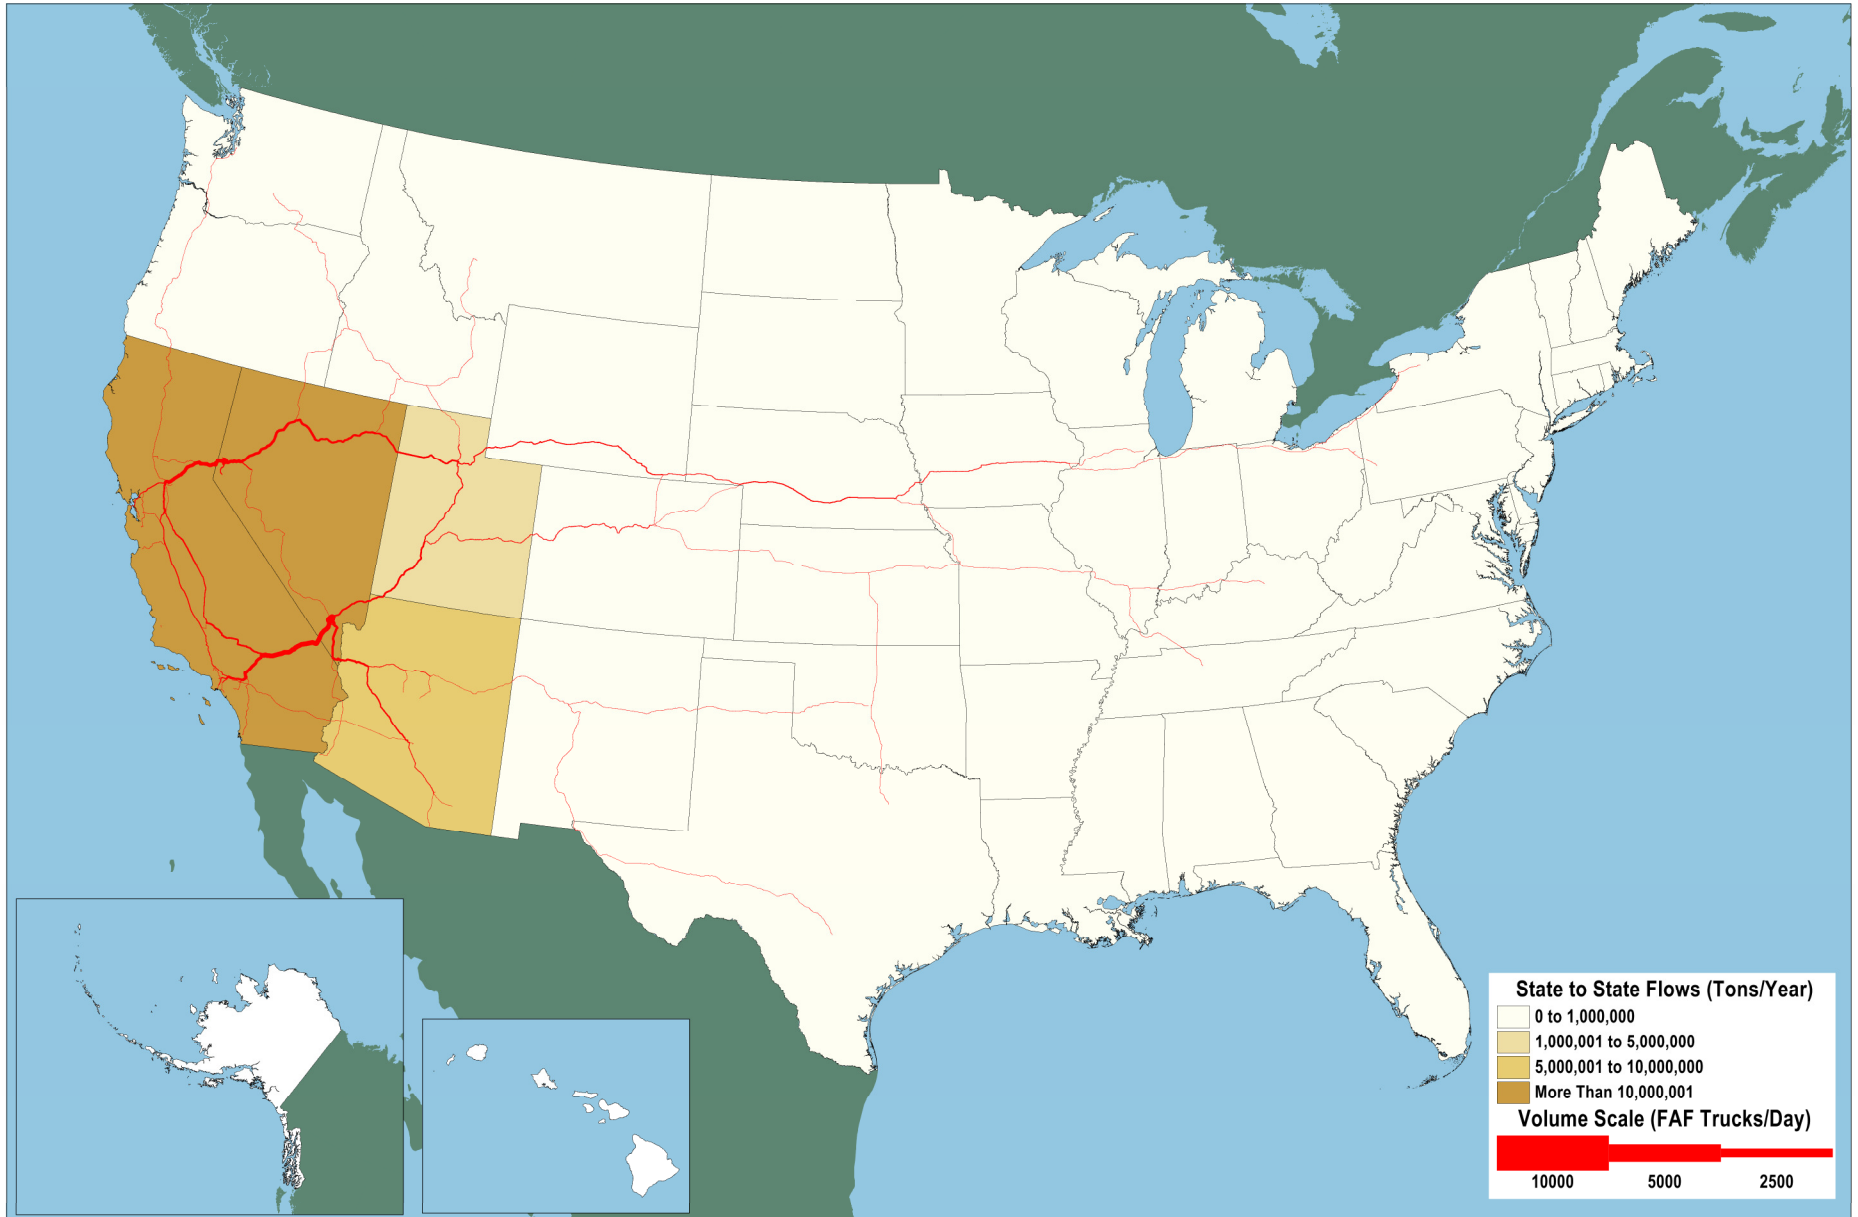 State to State Flows (Tons/Year)
0 to 1,000,000
1,000,001 to 5,000,000
5,000,001 to 10,000,000
More Than 10,000,001
Volume Scale (FAF Trucks/Day)
10000 5000 2500